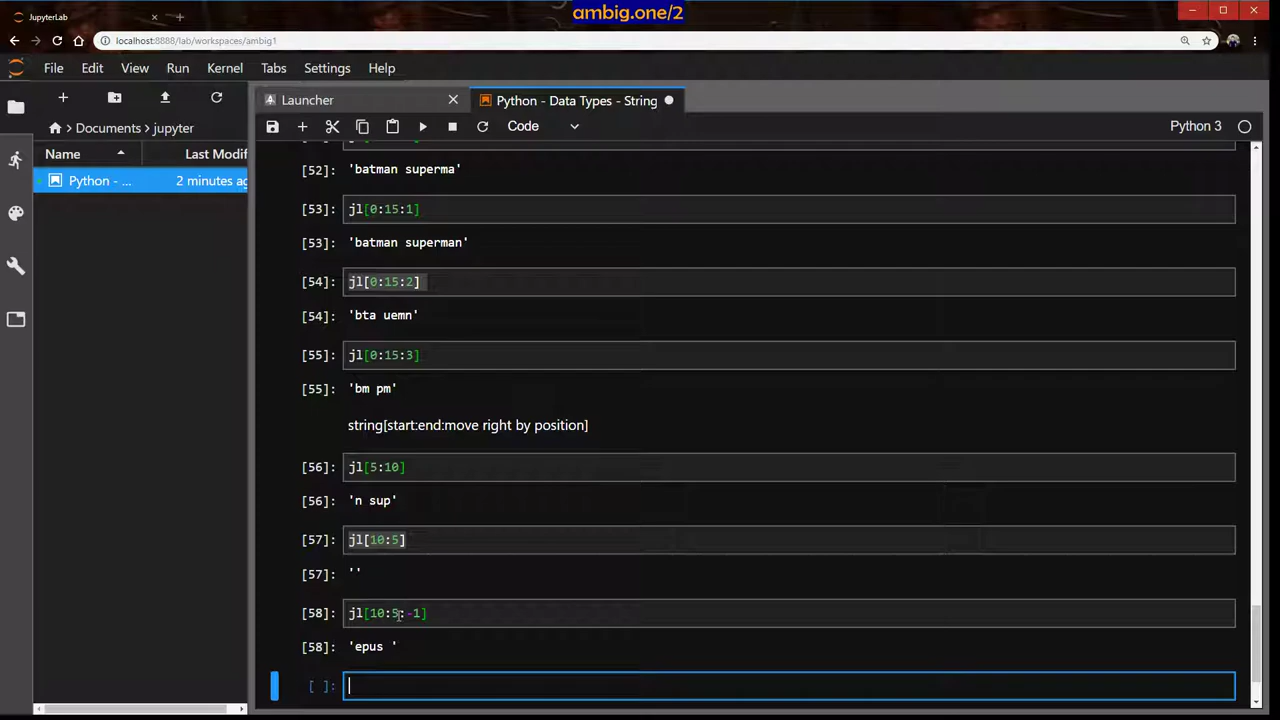 ambig.one/2
JupyterLab
localhost:8888/lab/workspaces/ambig1
File Edit View Run Kernel Tabs Settings Help
Launcher
Python - Data Types - String
Documents > jupyter
Code
Python 3
Name Last Modif
Python - ... 2 minutes ag
[52]: 'batman superma'
[53]: jl[0:15:1]
[53]: 'batman superman'
[54]: jl[0:15:2]
[54]: 'bta uemn'
[55]: jl[0:15:3]
[55]: 'bm pm'
string[start:end:move right by position]
[56]: jl[5:10]
[56]: 'n sup'
[57]: jl[10:5]
[57]: ''
[58]: jl[10:5:-1]
[58]: 'epus '
[ ]: